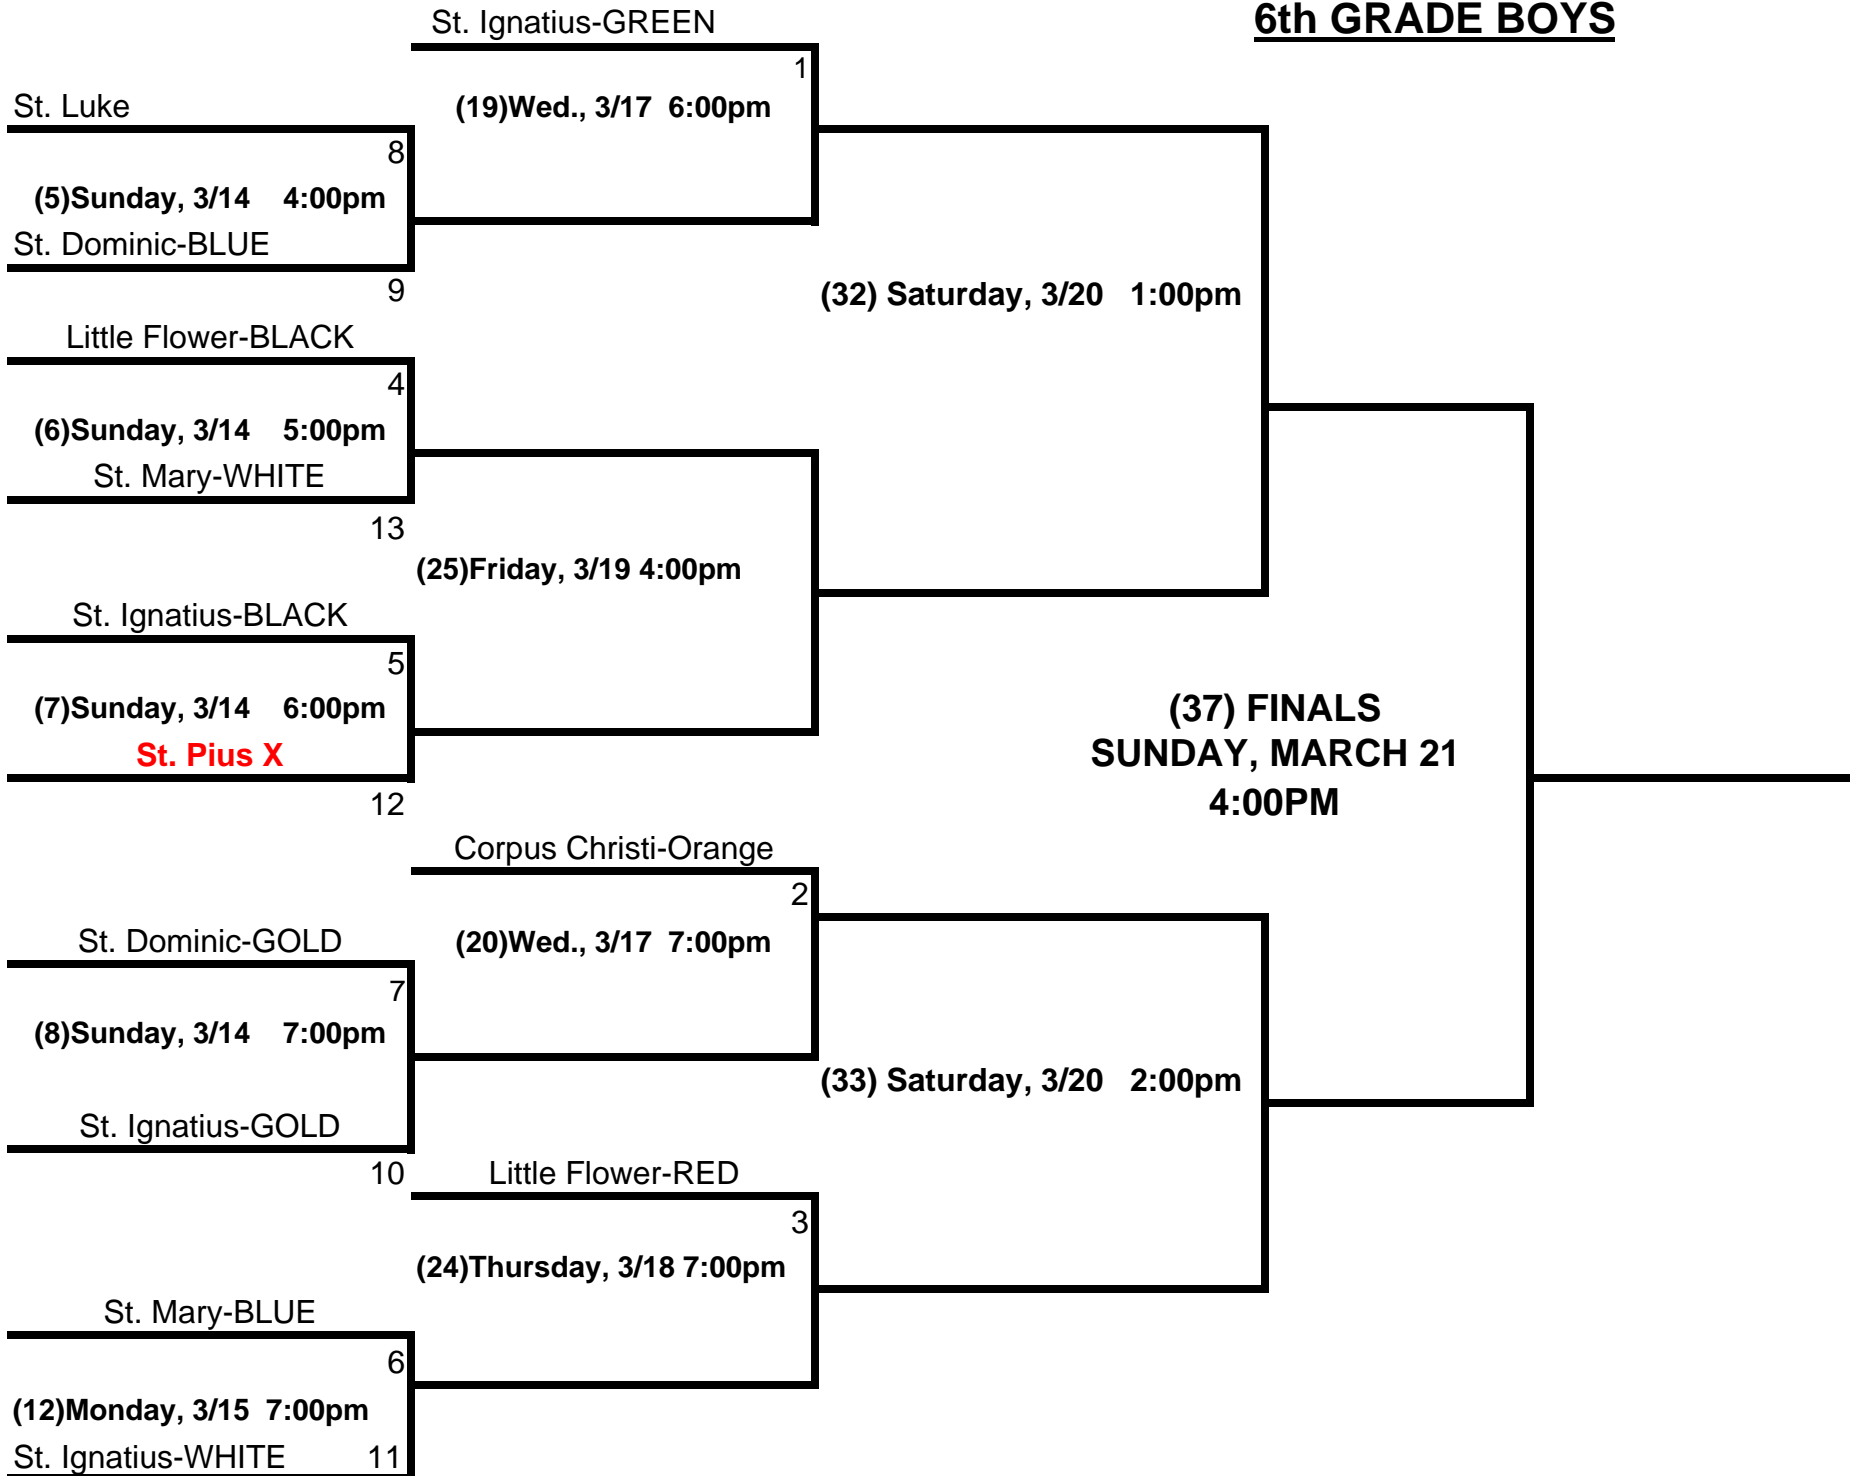 St. Ignatius-GREEN
6th GRADE BOYS
1
St. Luke
(19)Wed., 3/17 6:00pm
8
(5)Sunday, 3/14 4:00pm
St. Dominic-BLUE
9
(32) Saturday, 3/20 1:00pm
Little Flower-BLACK
4
(6)Sunday, 3/14 5:00pm
St. Mary-WHITE
13
(25)Friday, 3/19 4:00pm
St. Ignatius-BLACK
5
(7)Sunday, 3/14 6:00pm
St. Pius X
12
(37) FINALS
SUNDAY, MARCH 21
4:00PM
Corpus Christi-Orange
2
St. Dominic-GOLD
(20)Wed., 3/17 7:00pm
7
(8)Sunday, 3/14 7:00pm
(33) Saturday, 3/20 2:00pm
St. Ignatius-GOLD
10
Little Flower-RED
3
(24)Thursday, 3/18 7:00pm
St. Mary-BLUE
6
(12)Monday, 3/15 7:00pm
St. Ignatius-WHITE 11